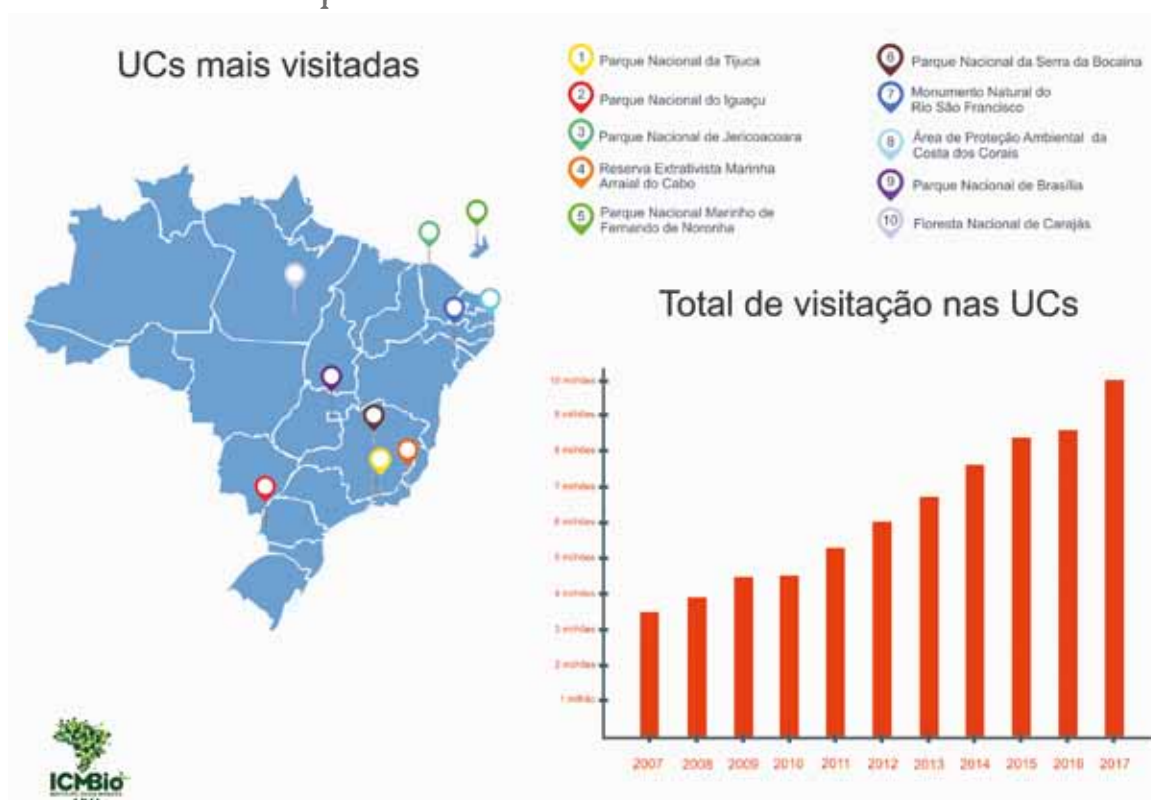 UCs mais visitadas
1 Parque Nacional da Tijuca
2 Parque Nacional do Iguaçu
3 Parque Nacional de Jericoacoara
4 Reserva Extrativista Marinha
Arraial do Cabo
5 Parque Nacional Marinho de
Fernando de Noronha
6 Parque Nacional da Serra da Bocaina
7 Monumento Natural do
Rio São Francisco
8 Área de Proteção Ambiental da
Costa dos Corais
9 Parque Nacional de Brasília
10 Floresta Nacional de Carajás
Total de visitação nas UCs
10 milhões
9 milhões
8 milhões
7 milhões
6 milhões
5 milhões
4 milhões
3 milhões
2 milhões
1 milhão
2007 2008 2009 2010 2011 2012 2013 2014 2015 2016 2017
ICMBio